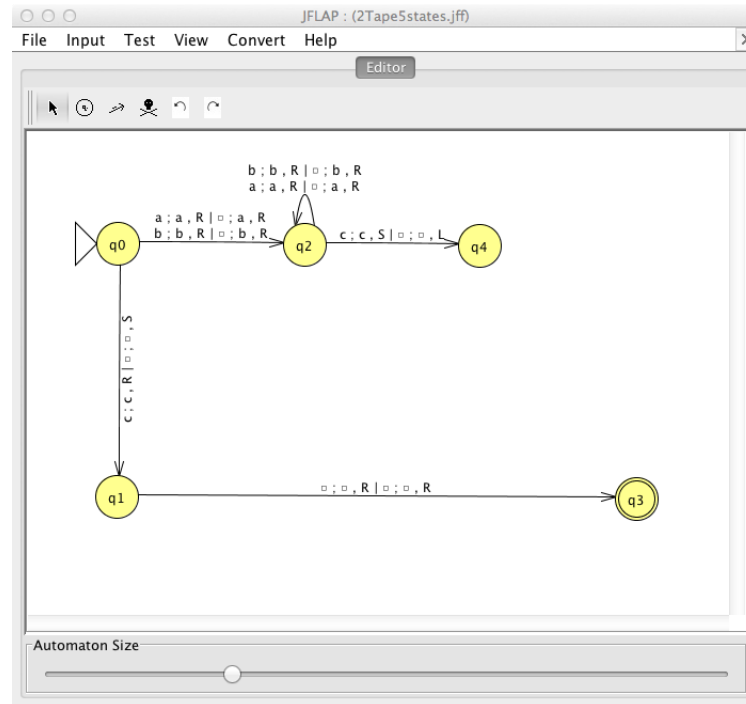 JFLAP : (2Tape5states.jff)
File Input Test View Convert Help
Editor
b ; b , R | □ ; b , R
a ; a , R | □ ; a , R
a ; a , R | □ ; a , R
b ; b , R | □ ; b , R
c ; c , S | □ ; □ , L
q0
q2
q4
c ; c , R | □ ; □ , S
□ ; □ , R | □ ; □ , R
q1
q3
Automaton Size